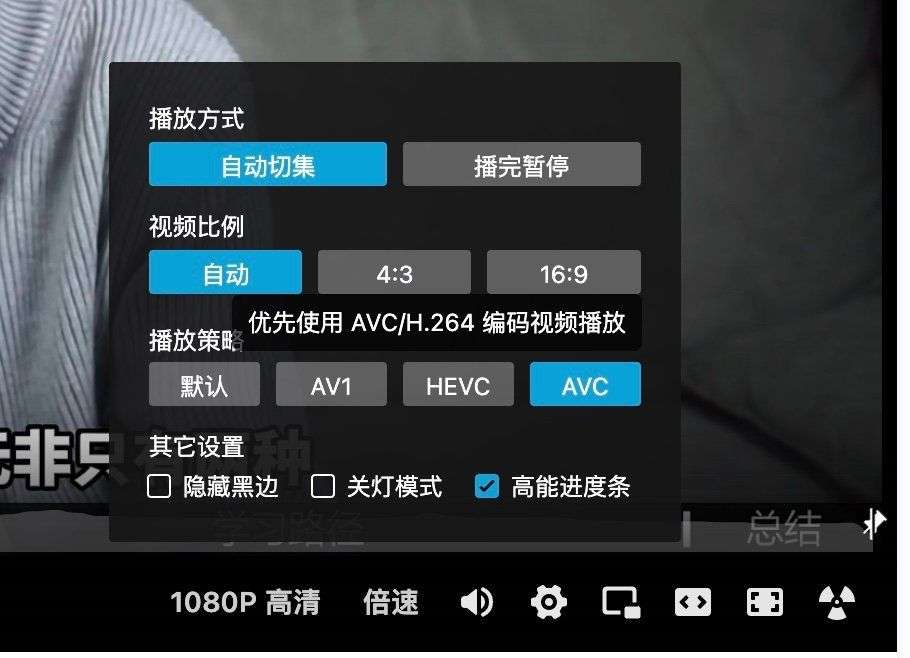 播放方式
自动切集 播完暂停
视频比例
自动 4:3 16:9
优先使用 AVC/H.264 编码视频播放
播放策略
默认 AV1 HEVC AVC
其它设置
隐藏黑边 关灯模式 高能进度条
非只有两种
学习路径 总结
1080P 高清 倍速